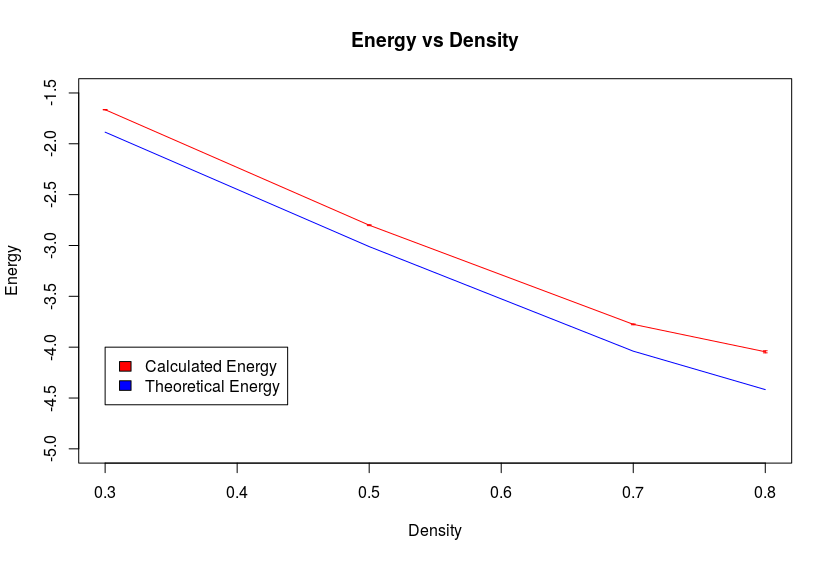 Energy vs Density
Energy
-1.5
-2.0
-2.5
-3.0
-3.5
-4.0
-4.5
-5.0
Calculated Energy
Theoretical Energy
0.3 0.4 0.5 0.6 0.7 0.8
Density